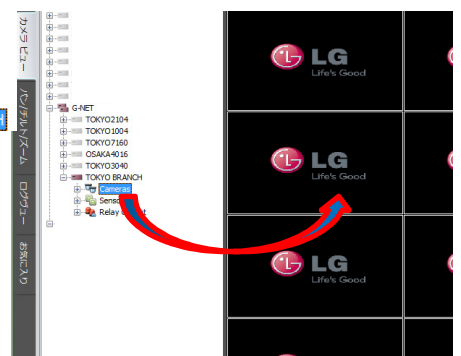 カメラ ビュー
パン/チルト/ズーム
ログヴュー
お気に入り
G-NET
TOKYO2104
TOKYO1004
TOKYO7160
OSAKA4016
TOKYO3040
TOKYO BRANCH
Cameras
Relay
LG
Life's Good
LG
Life's Good
LG
Life's Good